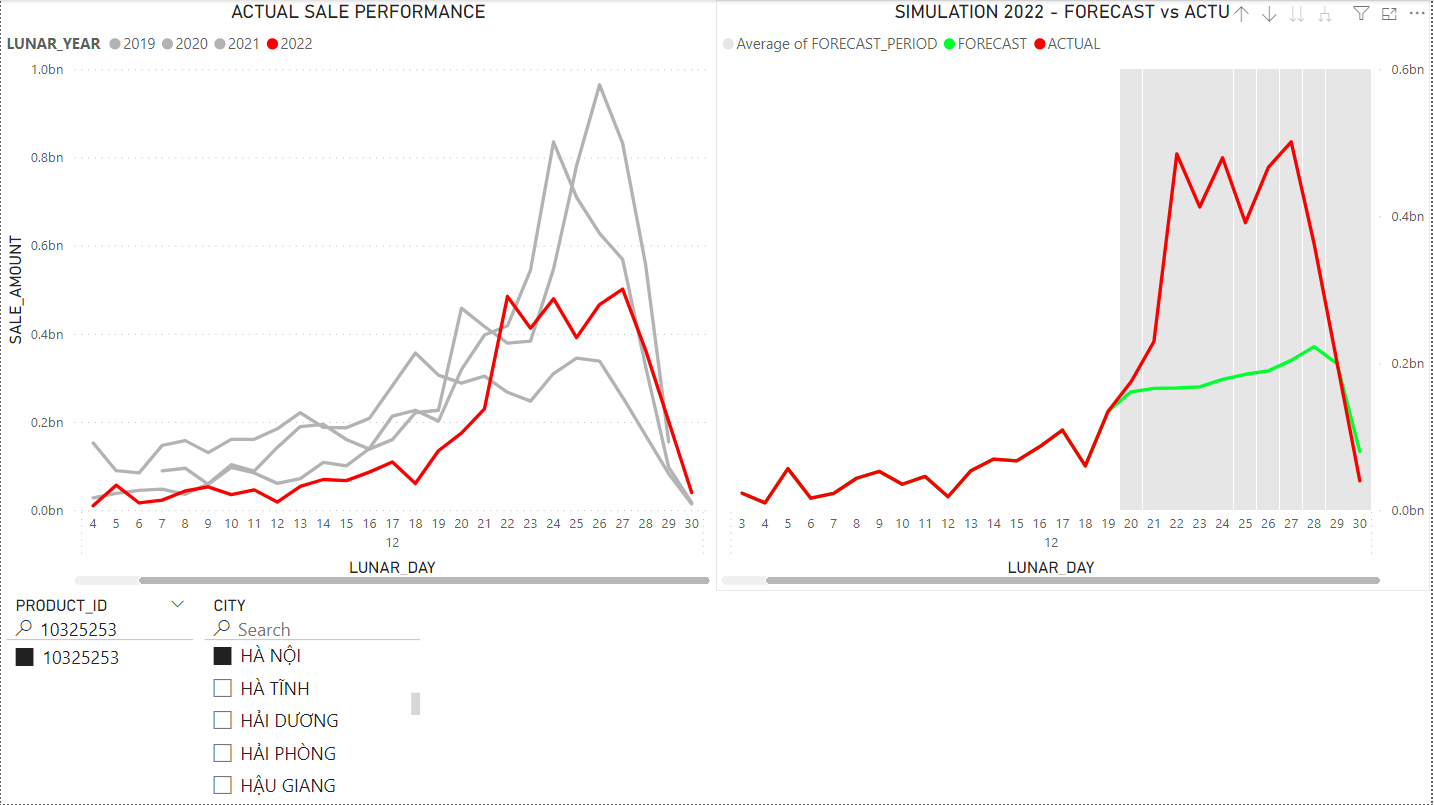 ACTUAL SALE PERFORMANCE
LUNAR_YEAR 2019 2020 2021 2022
1.0bn
0.8bn
0.6bn
0.4bn
0.2bn
0.0bn
SALE_AMOUNT
4 5 6 7 8 9 10 11 12 13 14 15 16 17 18 19 20 21 22 23 24 25 26 27 28 29 30
12
LUNAR_DAY
SIMULATION 2022 - FORECAST vs ACTU
Average of FORECAST_PERIOD FORECAST ACTUAL
0.6bn
0.4bn
0.2bn
0.0bn
3 4 5 6 7 8 9 10 11 12 13 14 15 16 17 18 19 20 21 22 23 24 25 26 27 28 29 30
12
LUNAR_DAY
PRODUCT_ID
10325253
10325253
CITY
Search
HÀ NỘI
HÀ TĨNH
HẢI DƯƠNG
HẢI PHÒNG
HẬU GIANG